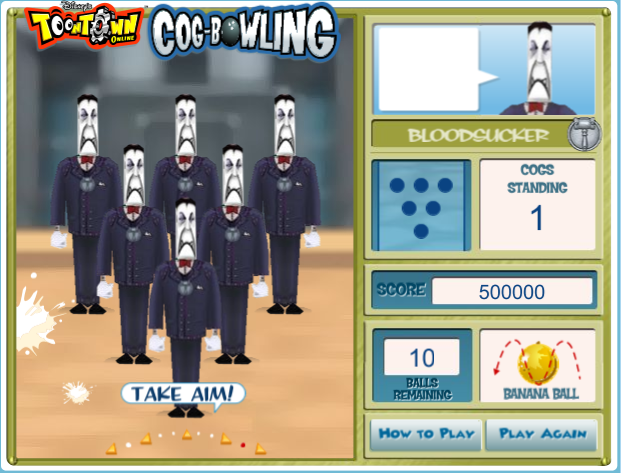 Disney's
TOONTOWN
ONLINE
™
COG-BOWLING
BLOODSUCKER
COGS
STANDING
1
SCORE 500000
10
BALLS
REMAINING
BANANA BALL
TAKE AIM!
HOW TO PLAY
PLAY AGAIN